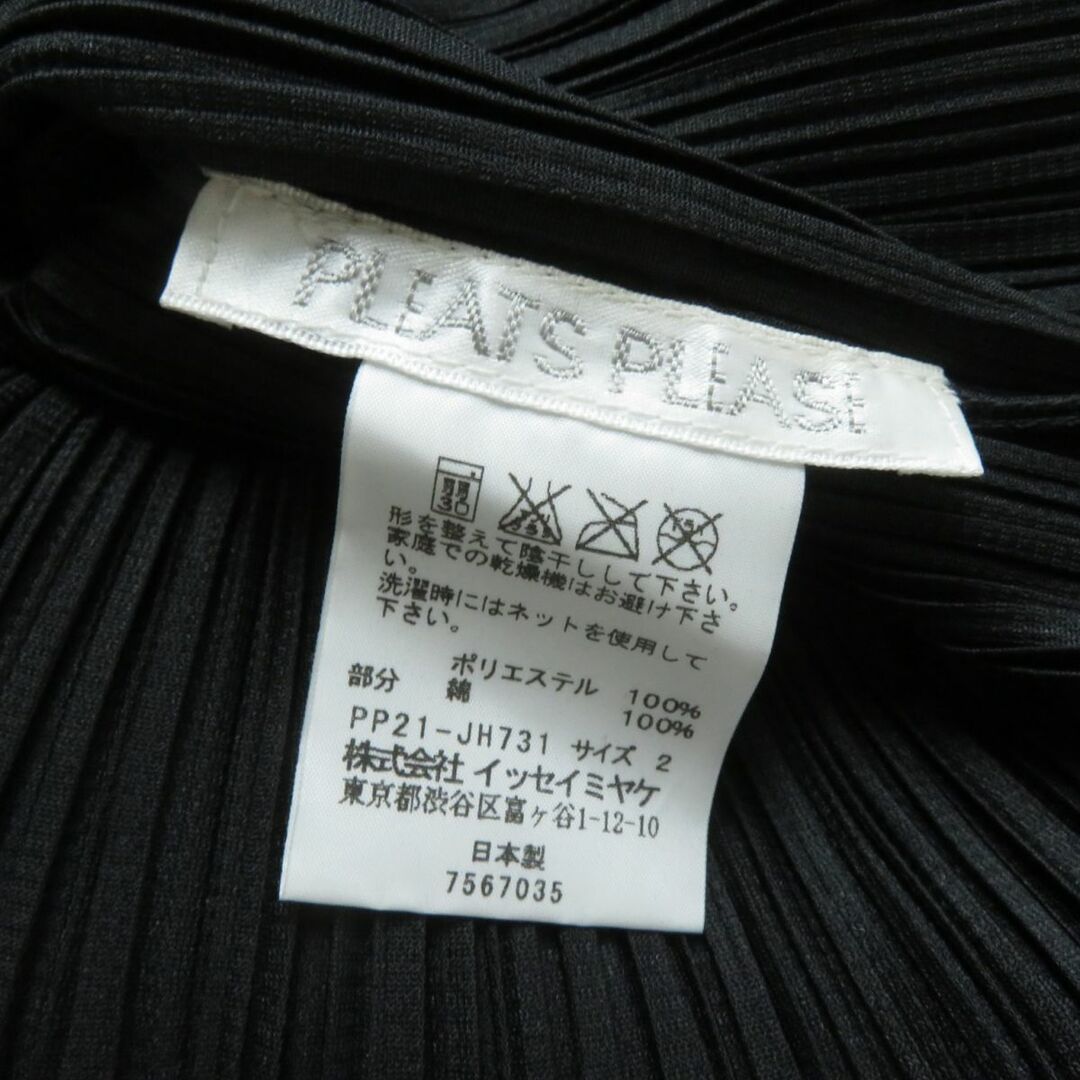 PLEATS PLEASE
弱
30
形を整えて陰干しして下さい。
家庭での乾燥機はお避け下さ
い。
洗濯時にはネットを使用して
下さい。
ポリエステル 100%
部分 綿 100%
PP21-JH731 サイズ 2
株式会社 イッセイミヤケ
東京都渋谷区富ヶ谷1-12-10
日本製
7567035